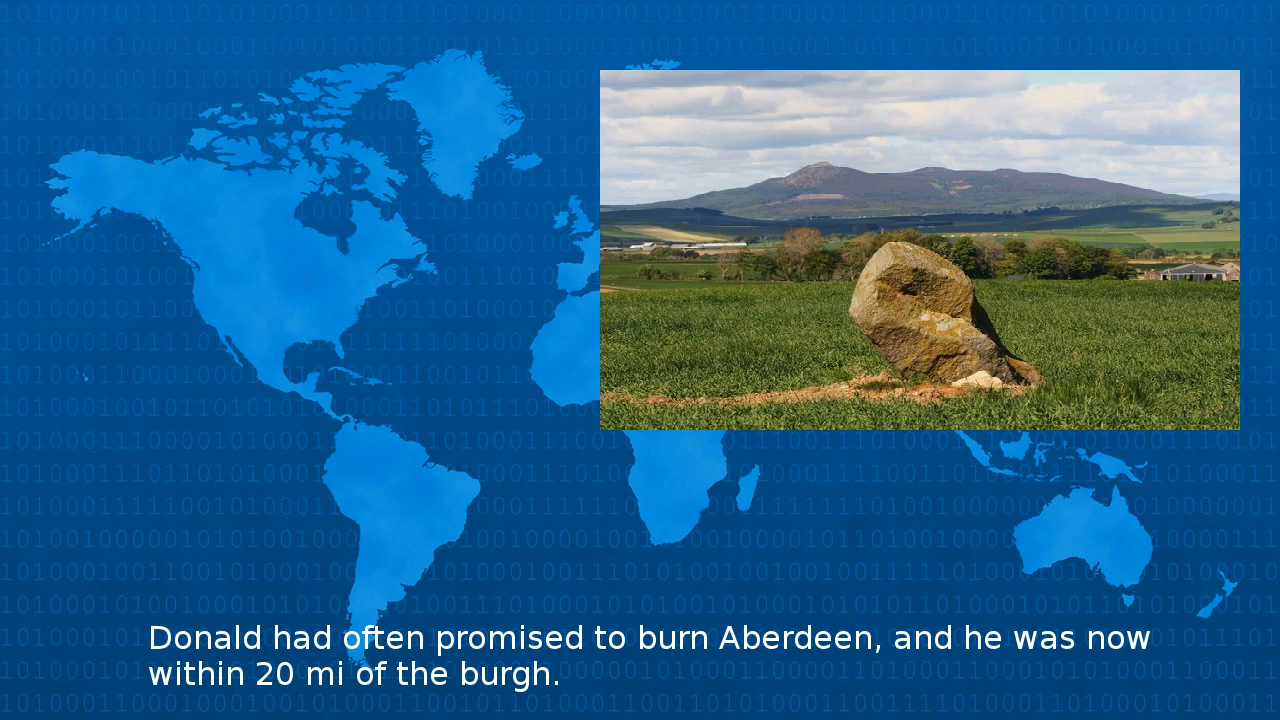 Donald had often promised to burn Aberdeen, and he was now
within 20 mi of the burgh.